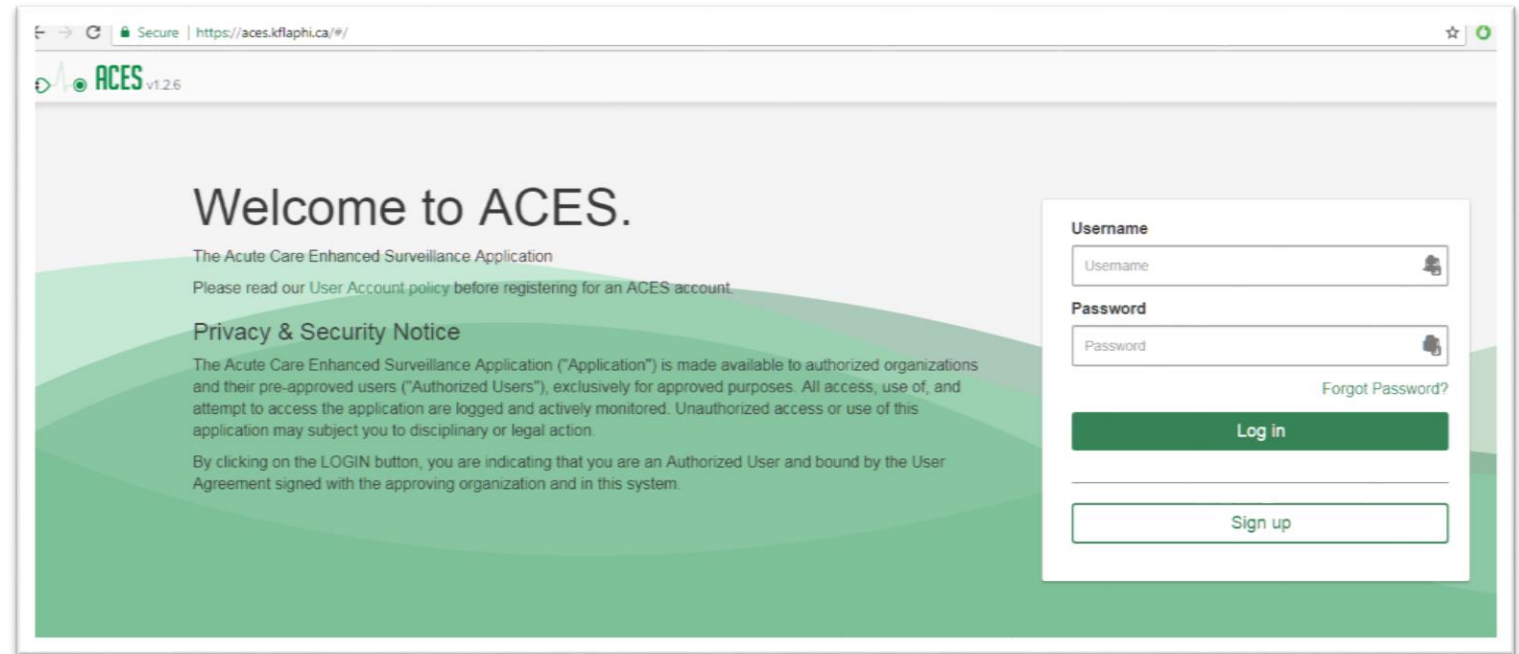 Secure | https://aces.kflaphi.ca/#/
ACES v1.2.6
Welcome to ACES.
The Acute Care Enhanced Surveillance Application
Please read our User Account policy before registering for an ACES account.
Privacy & Security Notice
The Acute Care Enhanced Surveillance Application ("Application") is made available to authorized organizations
and their pre-approved users ("Authorized Users"), exclusively for approved purposes. All access, use of, and
attempt to access the application are logged and actively monitored. Unauthorized access or use of this
application may subject you to disciplinary or legal action.
By clicking on the LOGIN button, you are indicating that you are an Authorized User and bound by the User
Agreement signed with the approving organization and in this system.
Username
Username
Password
Password
Forgot Password?
Log in
Sign up